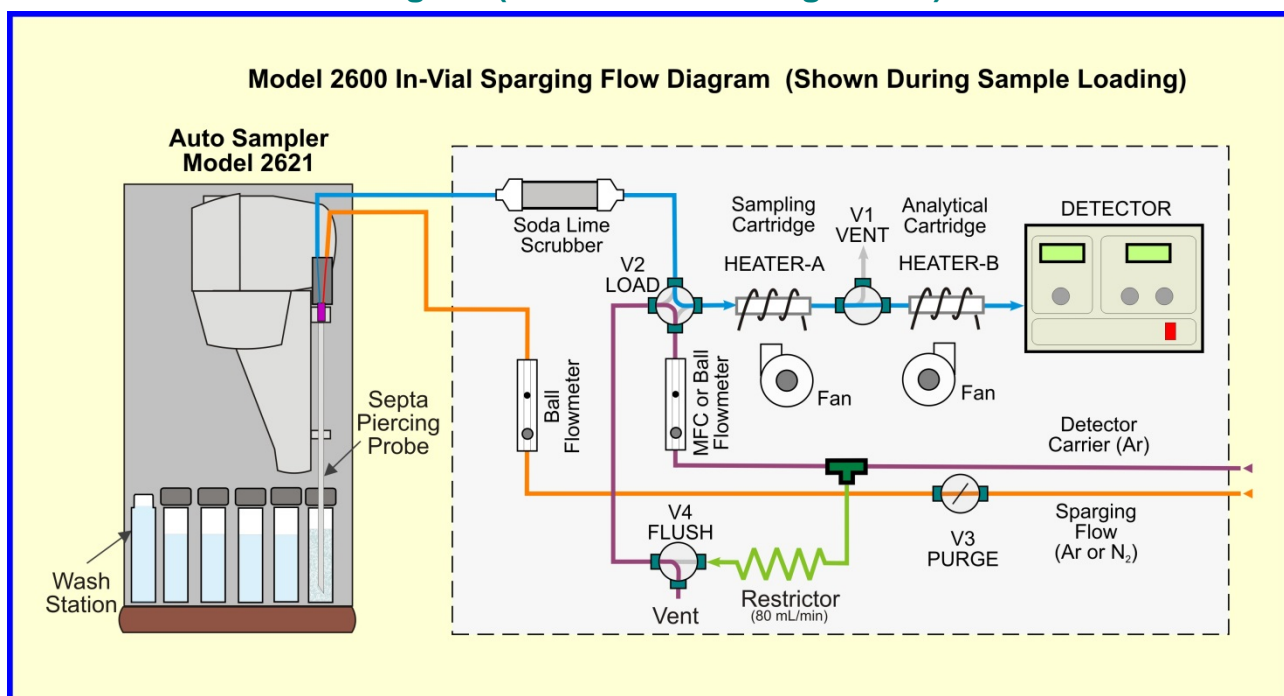 Model 2600 In-Vial Sparging Flow Diagram (Shown During Sample Loading)
Auto Sampler
Model 2621
Soda Lime
Scrubber
Sampling
Cartridge
HEATER-A
V1
VENT
Analytical
Cartridge
HEATER-B
DETECTOR
V2
LOAD
Fan
Fan
Septa
Piercing
Probe
Ball
Flowmeter
MFC or Ball
Flowmeter
Detector
Carrier (Ar)
V4
FLUSH
V3
PURGE
Sparging
Flow
(Ar or N₂)
Wash
Station
Vent
Restrictor
(80 mL/min)